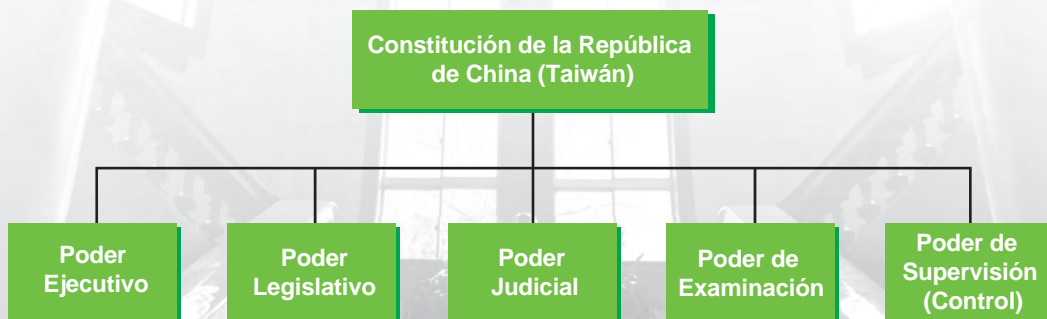 Constitución de la República
de China (Taiwán)
Poder
Ejecutivo
Poder
Legislativo
Poder
Judicial
Poder de
Examinación
Poder de
Supervisión
(Control)